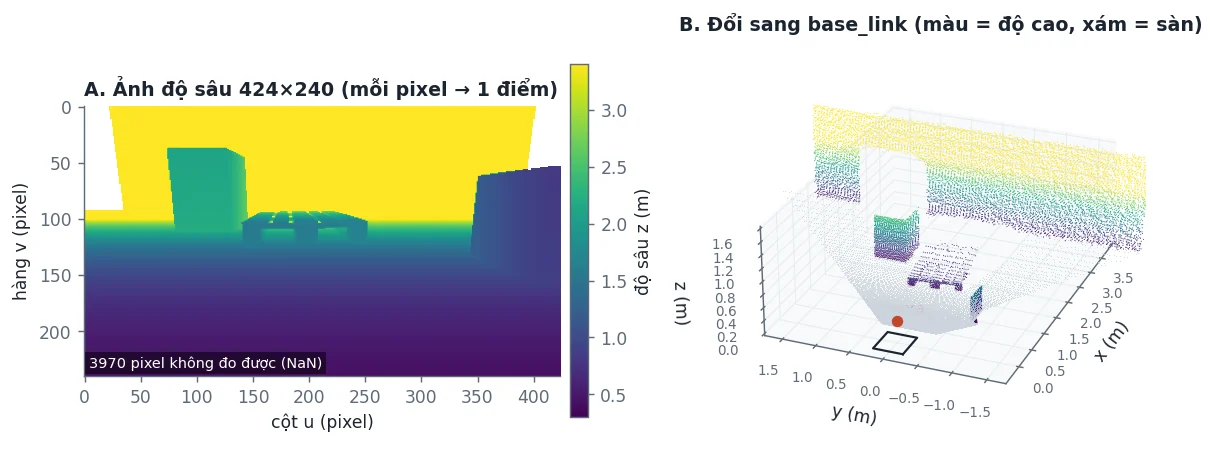 A. Ảnh độ sâu 424×240 (mỗi pixel → 1 điểm)
hàng v (pixel)
0
50
100
150
200
3970 pixel không đo được (NaN)
0 50 100 150 200 250 300 350 400
cột u (pixel)
3.0
2.5
2.0
1.5
1.0
0.5
độ sâu z (m)
B. Đổi sang base_link (màu = độ cao, xám = sàn)
z (m)
1.6
1.4
1.2
1.0
0.8
0.6
0.4
0.2
0.0
1.5 1.0 0.5 0.0 −0.5 −1.0 −1.5
y (m)
3.5
3.0
2.5
2.0
1.5
1.0
0.5
0.0
x (m)